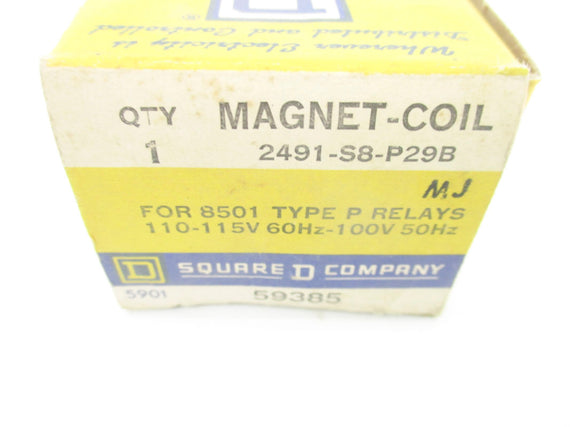 ®
Wherever Electricity is
Distributed and Controlled
QTY MAGNET-COIL
1 2491-S8-P29B
MJ
FOR 8501 TYPE P RELAYS
110-115V 60Hz-100V 50Hz
D SQUARE D COMPANY
5901 59385